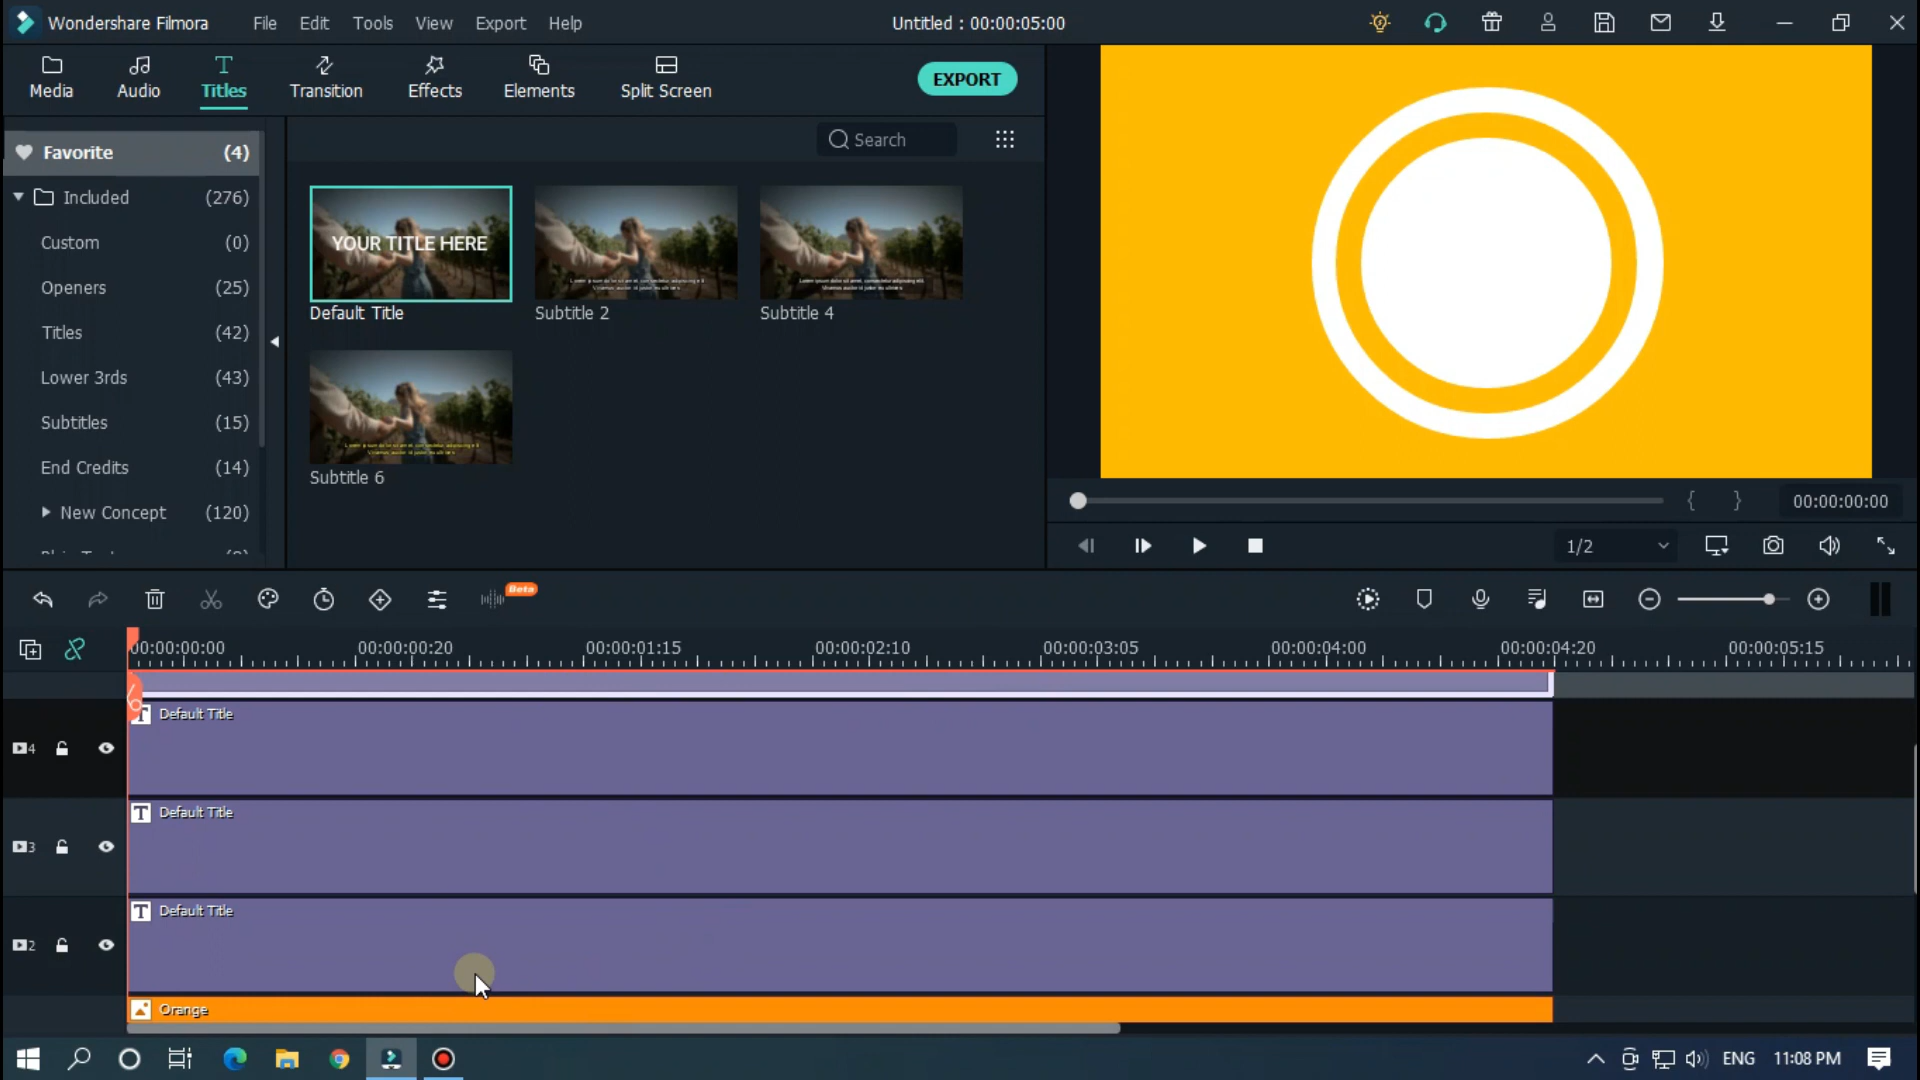 Wondershare Filmora File Edit Tools View Export Help Untitled : 00:00:05:00
Media Audio Titles Transition Effects Elements Split Screen EXPORT
Favorite (4)
Search
Included (276)
Custom (0)
Openers (25)
Titles (42)
Lower 3rds (43)
Subtitles (15)
End Credits (14)
New Concept (120)
YOUR TITLE HERE
Default Title
Subtitle 2
Subtitle 4
Subtitle 6
{ } 00:00:00:00
1/2
Beta
00:00:00:00 00:00:00:20 00:00:01:15 00:00:02:10 00:00:03:05 00:00:04:00 00:00:04:20 00:00:05:15
4
Default Title
3
Default Title
2
Default Title
Orange
ENG 11:08 PM